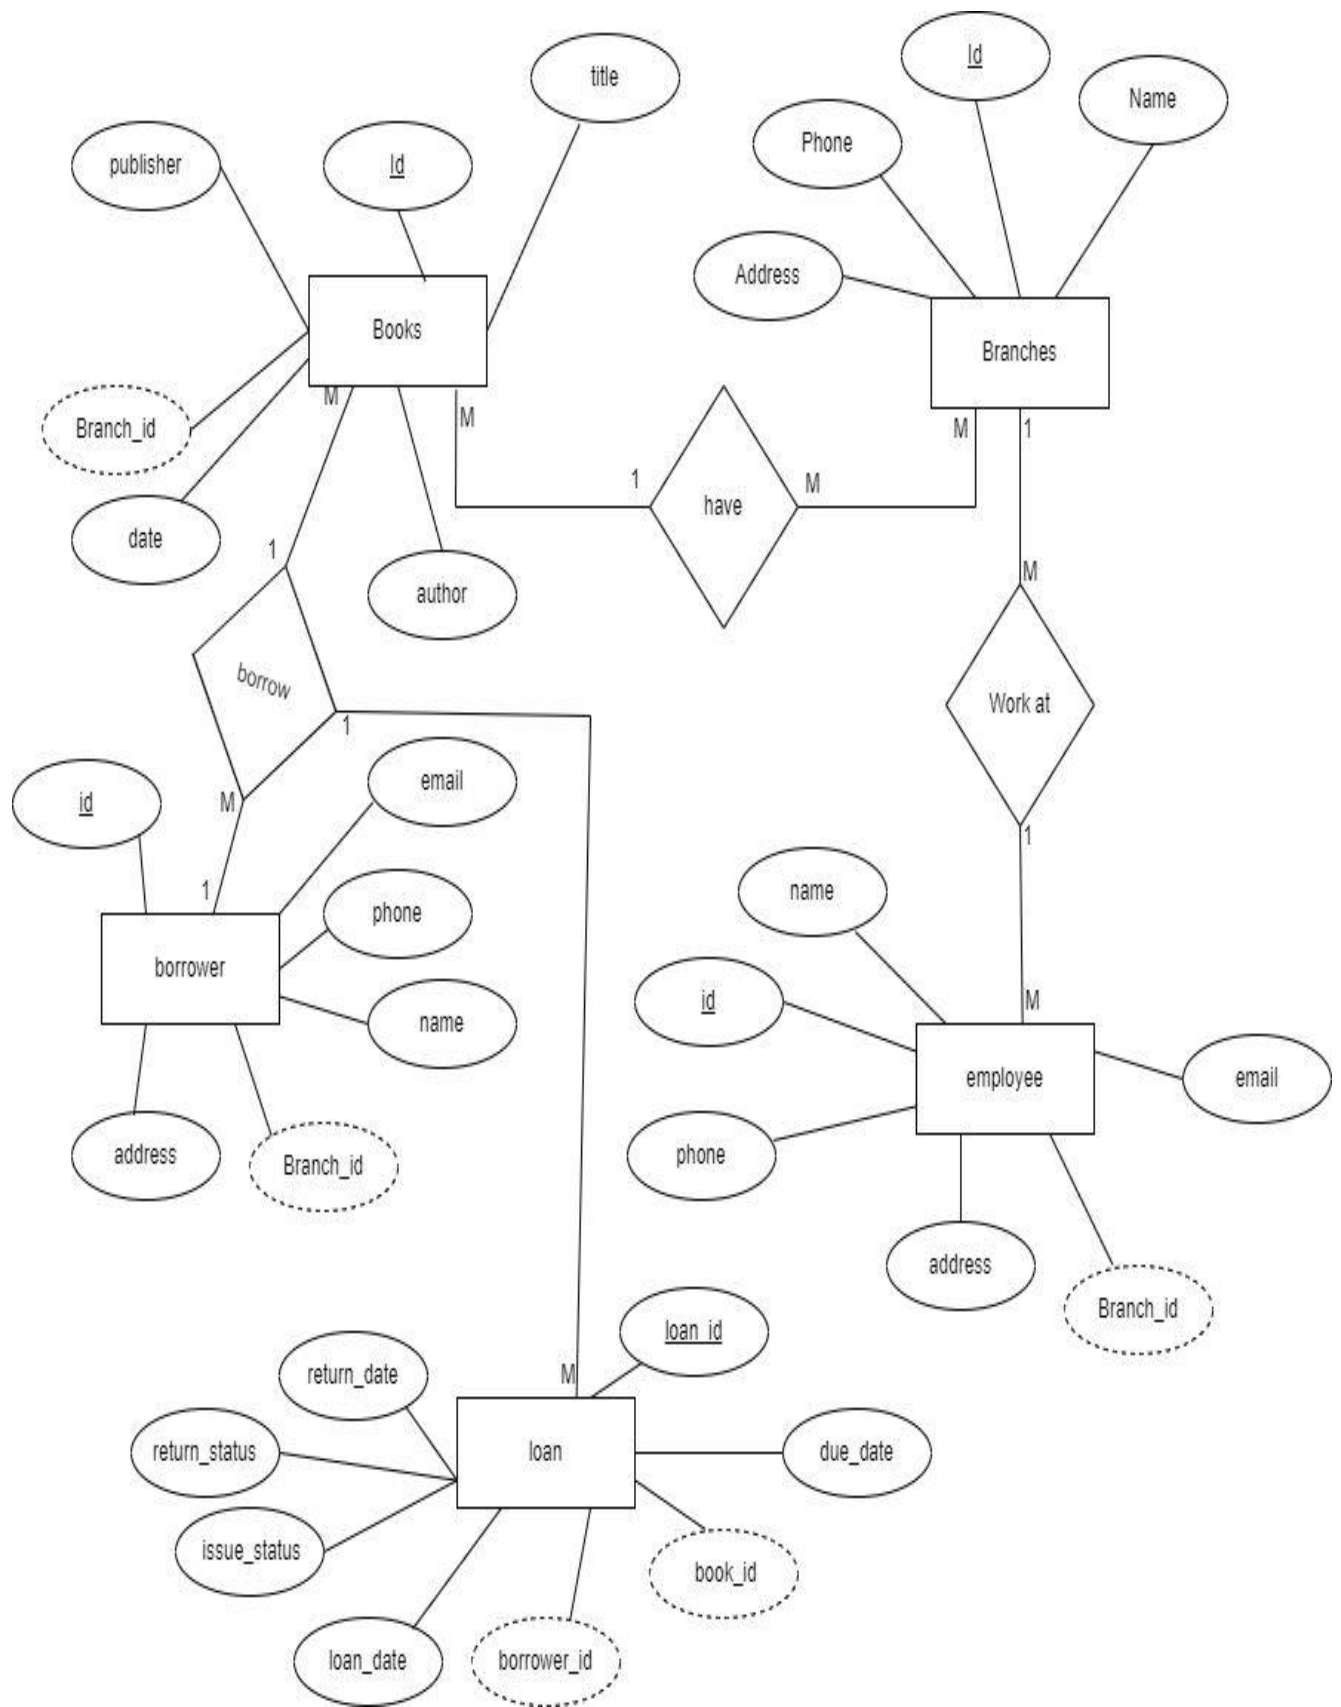 title
Id
Name
Phone
publisher
Id
Address
Books
Branches
M
M
M
1
Branch_id
1
M
have
date
1
M
author
borrow
Work at
1
email
id
M
1
1
name
phone
borrower
id
M
name
employee
email
address
Branch_id
phone
address
Branch_id
loan_id
return_date
M
return_status
loan
due_date
issue_status
book_id
loan_date
borrower_id